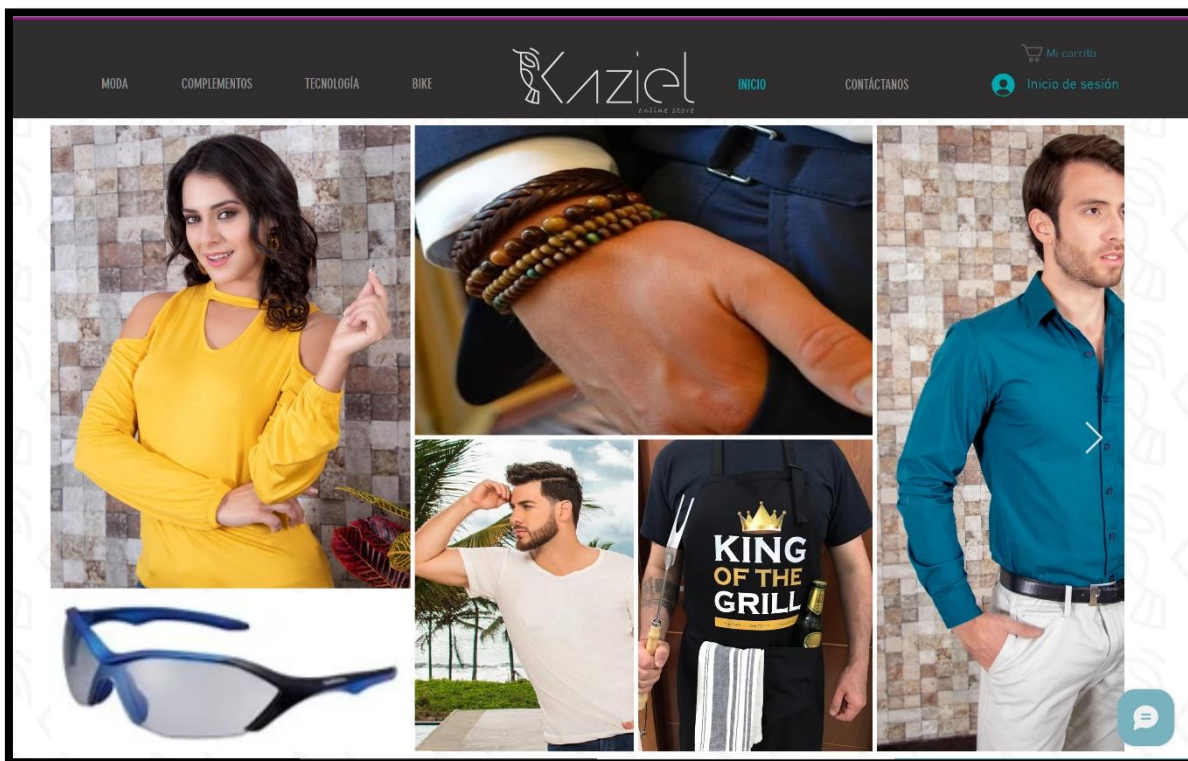 Mi carrito
MODA COMPLEMENTOS TECNOLOGÍA BIKE Kaziel INICIO CONTÁCTANOS Inicio de sesión
online store
KING
OF THE
GRILL